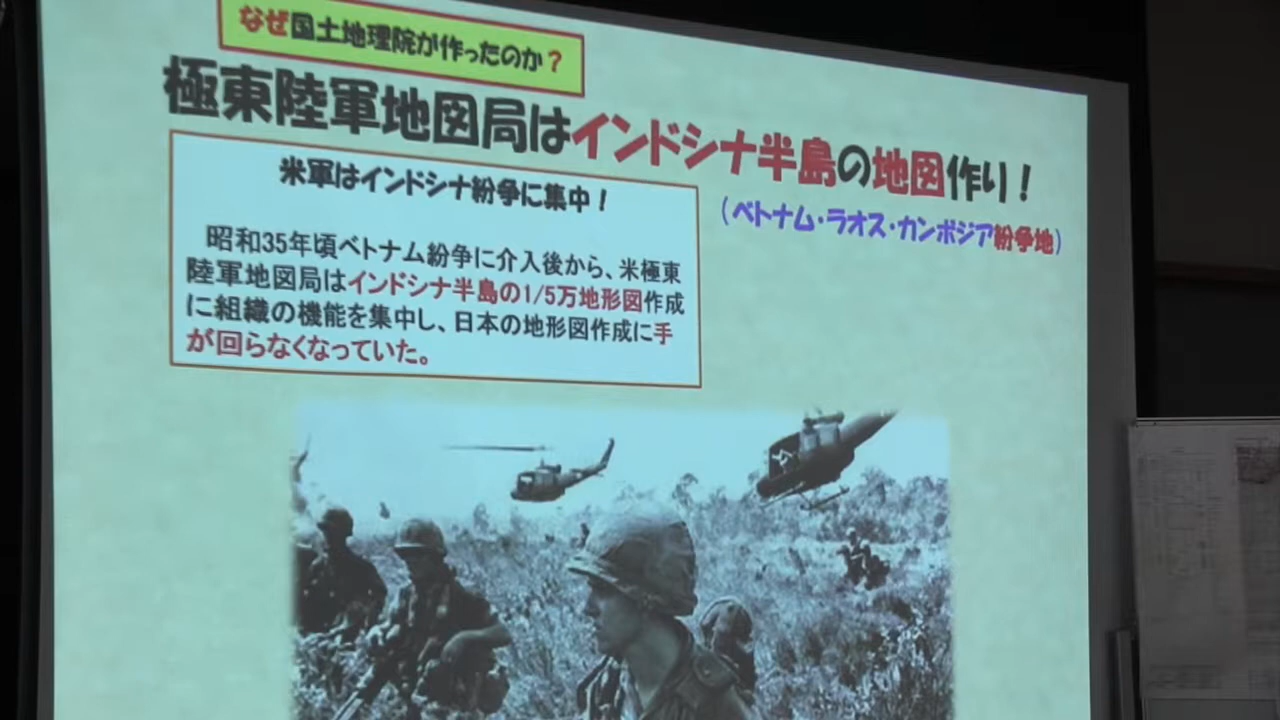 なぜ国土地理院が作ったのか？
極東陸軍地図局はインドシナ半島の地図作り！
（ベトナム・ラオス・カンボジア紛争地）
米軍はインドシナ紛争に集中！
昭和35年頃ベトナム紛争に介入後から、米極東
陸軍地図局はインドシナ半島の1/5万地形図作成
に組織の機能を集中し、日本の地形図作成に手
が回らなくなっていた。